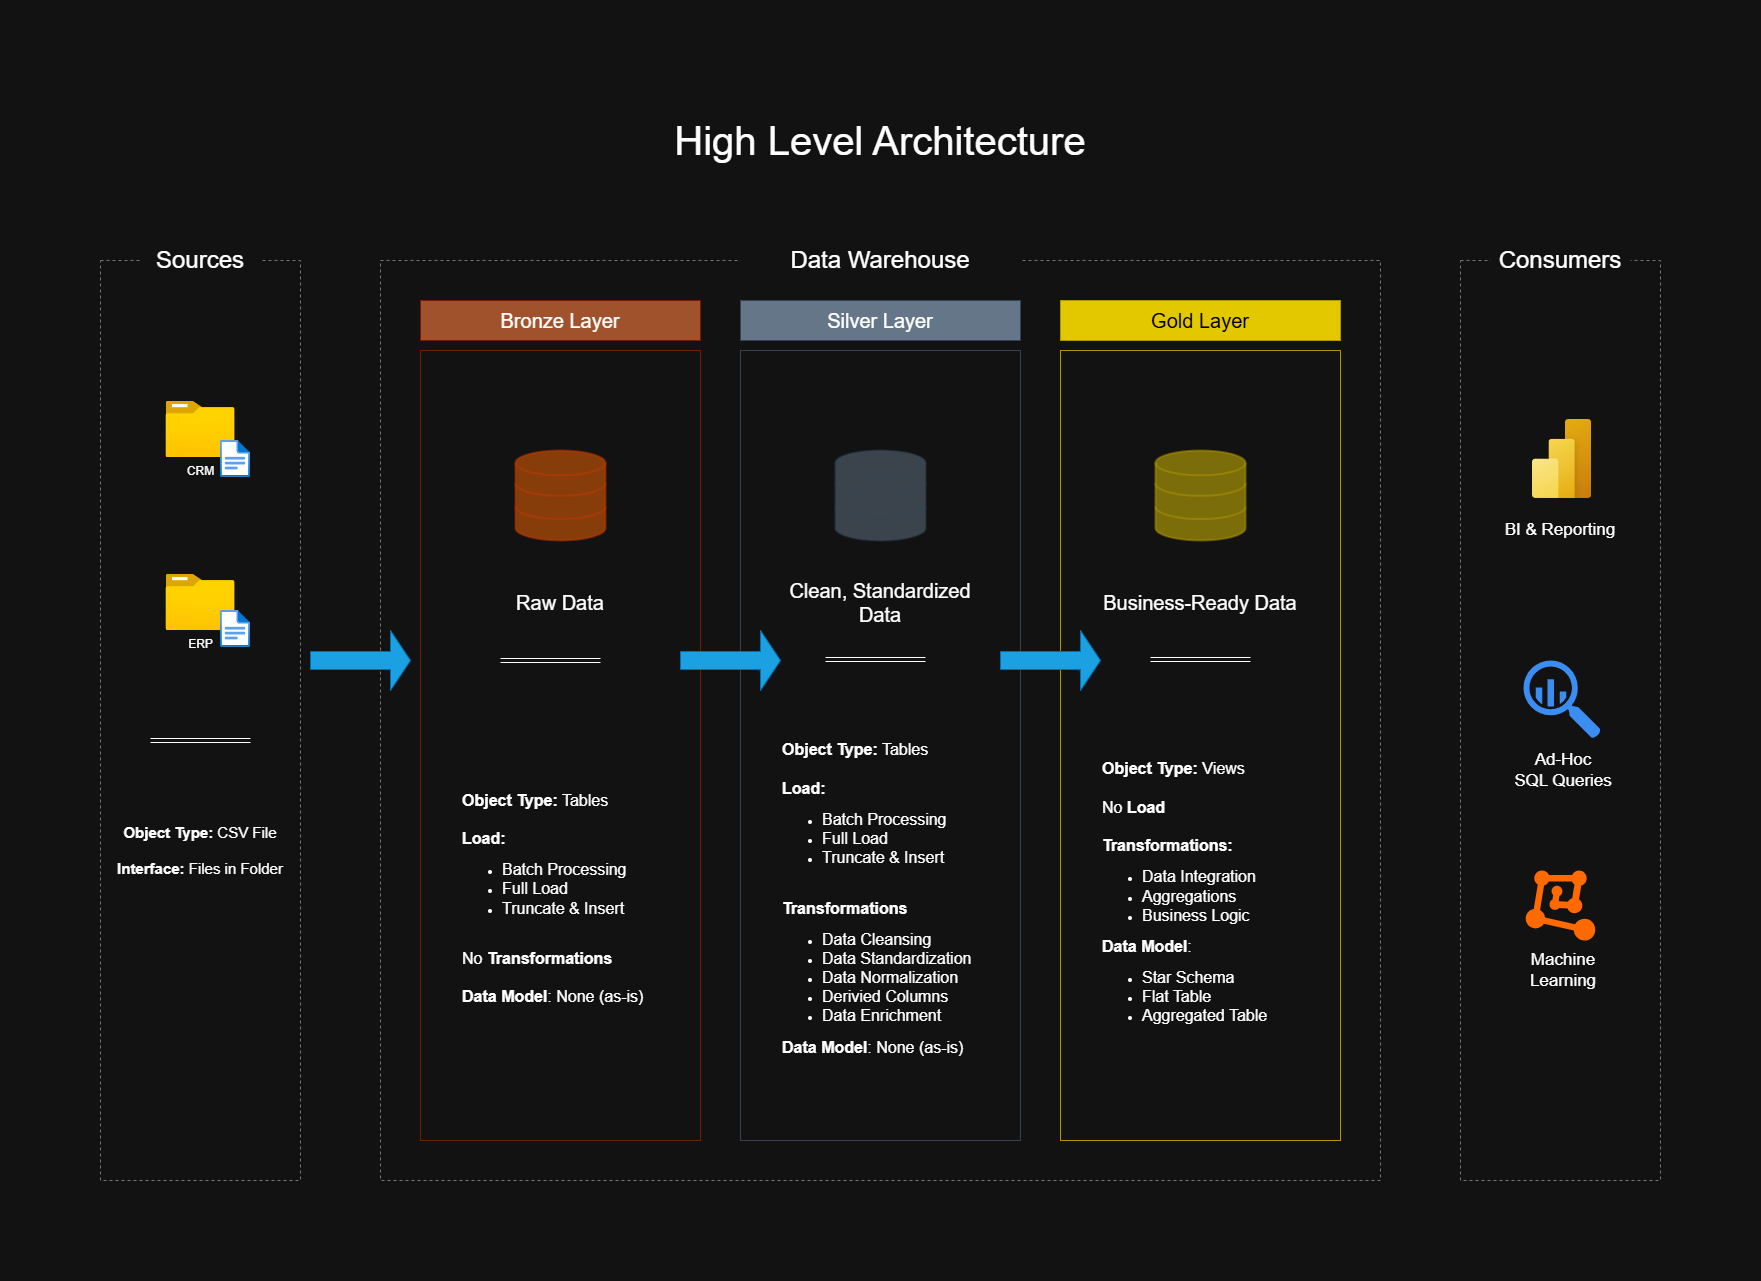 High Level Architecture
Sources
CRM
ERP
Object Type: CSV File
Interface: Files in Folder
Data Warehouse
Bronze Layer
Raw Data
Object Type: Tables
Load:
• Batch Processing
• Full Load
• Truncate & Insert
No Transformations
Data Model: None (as-is)
Silver Layer
Clean, Standardized
Data
Object Type: Tables
Load:
• Batch Processing
• Full Load
• Truncate & Insert
Transformations
• Data Cleansing
• Data Standardization
• Data Normalization
• Derivied Columns
• Data Enrichment
Data Model: None (as-is)
Gold Layer
Business-Ready Data
Object Type: Views
No Load
Transformations:
• Data Integration
• Aggregations
• Business Logic
Data Model:
• Star Schema
• Flat Table
• Aggregated Table
Consumers
BI & Reporting
Ad-Hoc
SQL Queries
Machine
Learning